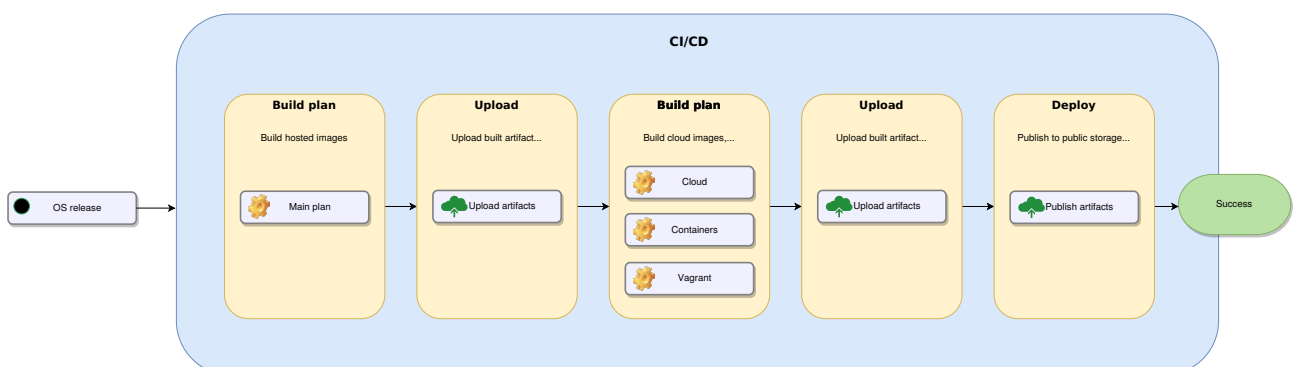 CI/CD
OS release
Build plan
Build hosted images
Main plan
Upload
Upload built artifact...
Upload artifacts
Build plan
Build cloud images,...
Cloud
Containers
Vagrant
Upload
Upload built artifact...
Upload artifacts
Deploy
Publish to public storage...
Publish artifacts
Success